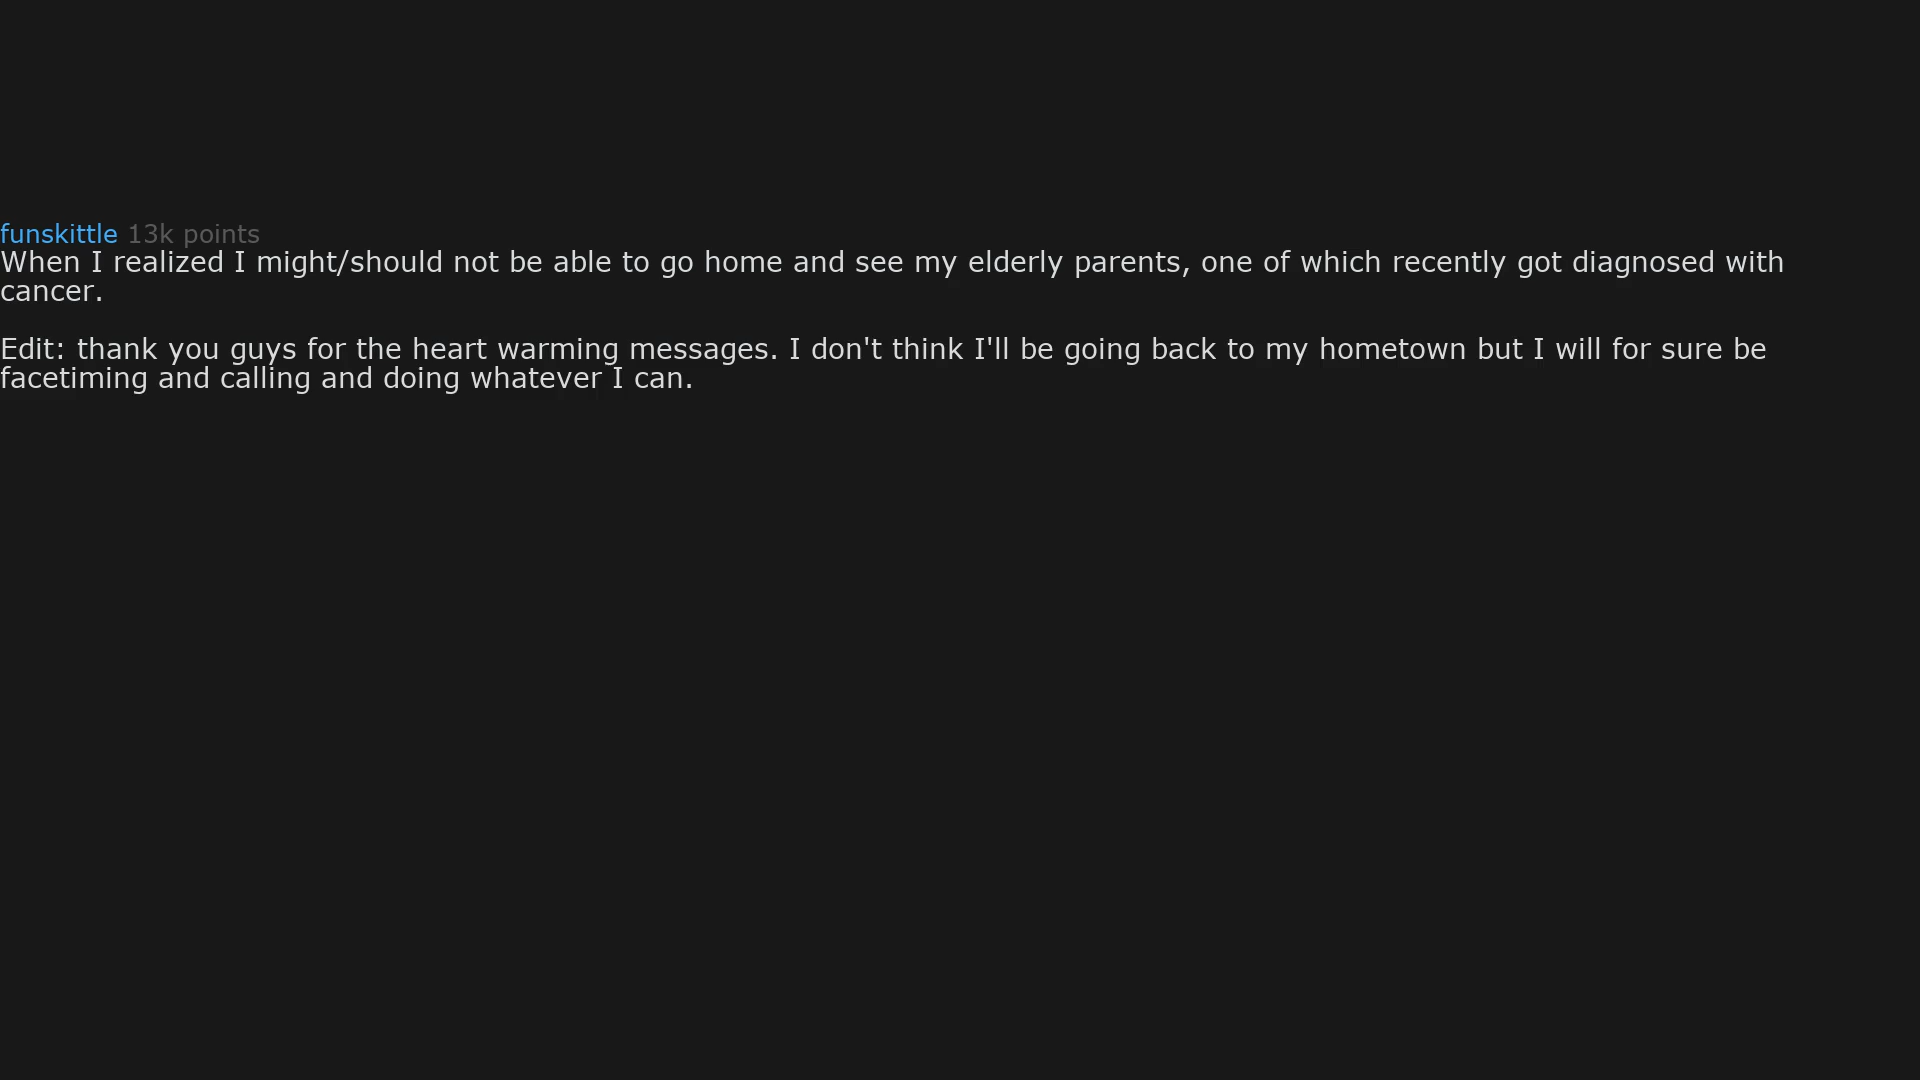 funskittle 13k points
When I realized I might/should not be able to go home and see my elderly parents, one of which recently got diagnosed with
cancer.
Edit: thank you guys for the heart warming messages. I don't think I'll be going back to my hometown but I will for sure be
facetiming and calling and doing whatever I can.